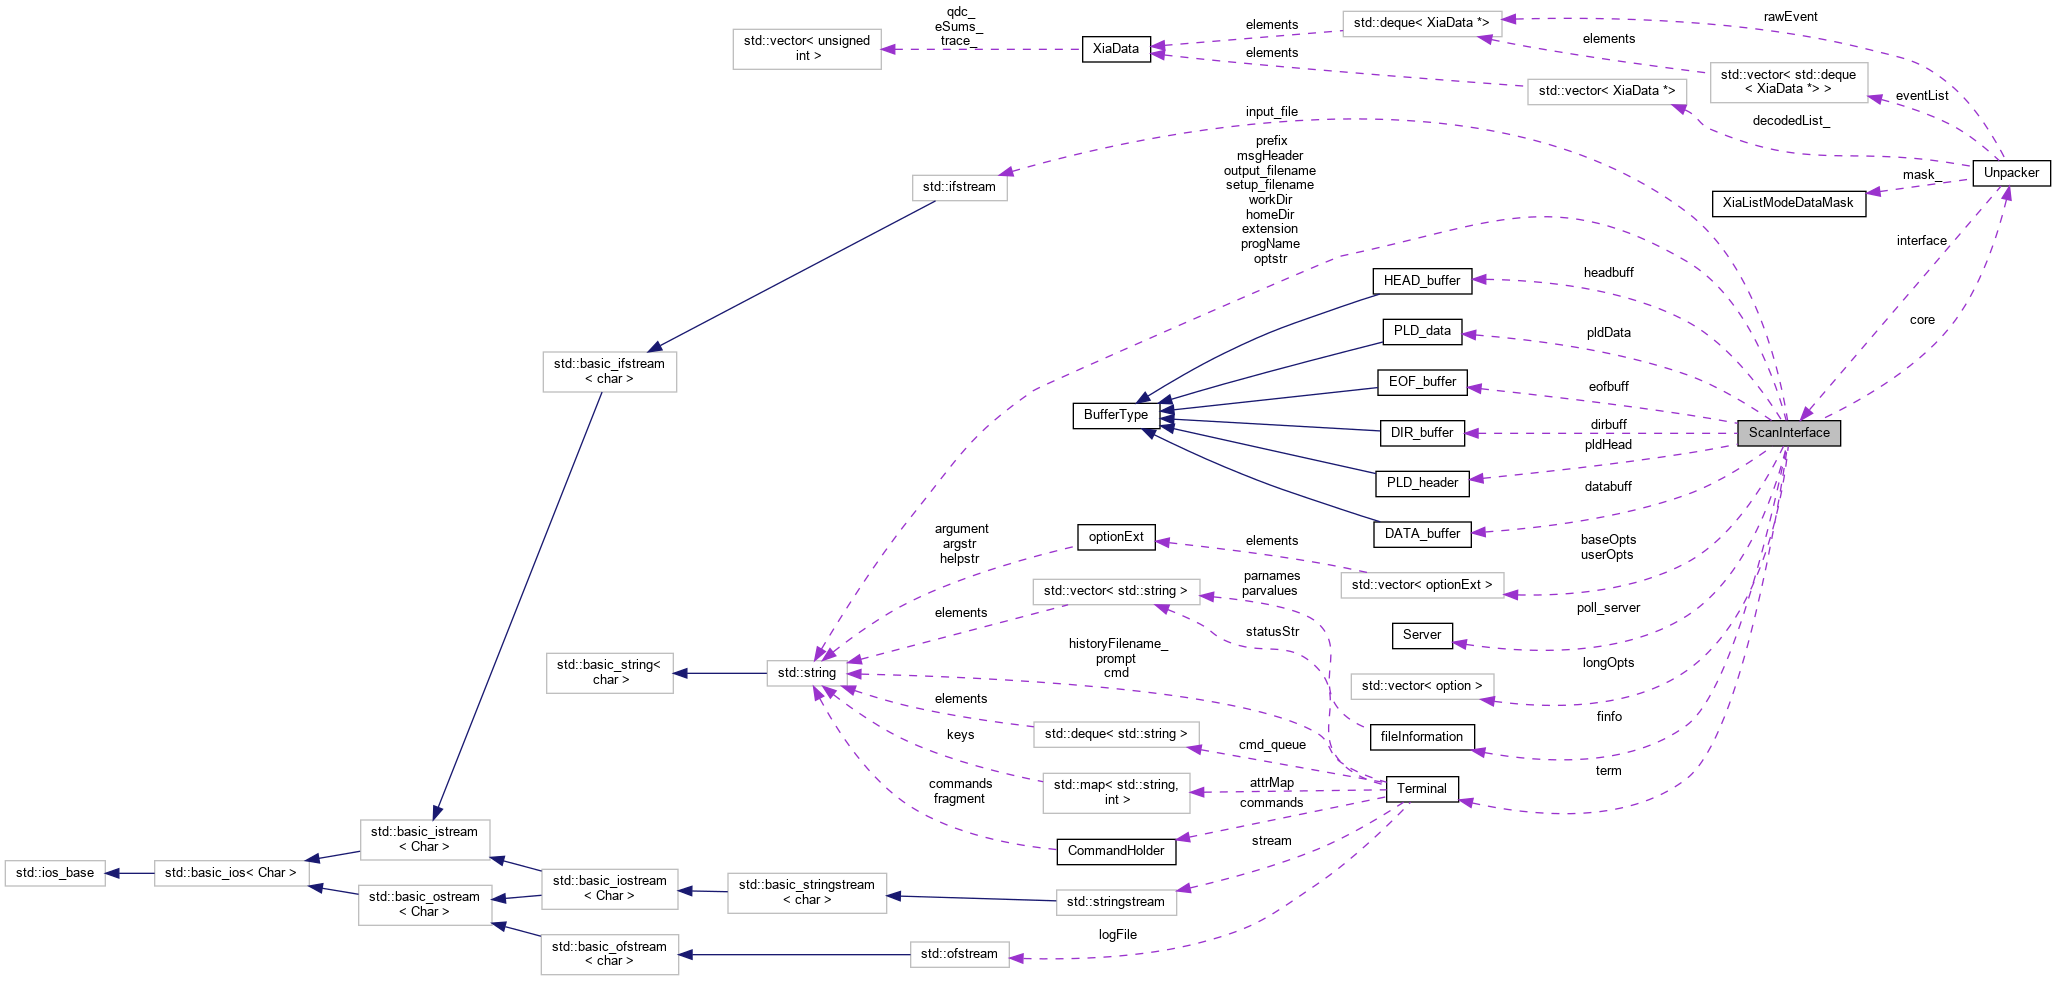 qdc_
eSums_
trace_
std::vector< unsigned
int >
XiaData
elements
elements
std::deque< XiaData *>
rawEvent
elements
std::vector< std::deque
< XiaData *> >
std::vector< XiaData *>
eventList
decodedList_
Unpacker
mask_
XiaListModeDataMask
input_file
std::ifstream
prefix
msgHeader
output_filename
setup_filename
workDir
homeDir
extension
progName
optstr
interface
core
HEAD_buffer
headbuff
PLD_data
pldData
EOF_buffer
eofbuff
BufferType
DIR_buffer
dirbuff
ScanInterface
pldHead
PLD_header
databuff
DATA_buffer
std::basic_ifstream
< char >
argument
argstr
helpstr
optionExt
elements
baseOpts
userOpts
std::vector< optionExt >
std::vector< std::string >
parnames
parvalues
elements
statusStr
poll_server
Server
historyFilename_
prompt
cmd
longOpts
std::vector< option >
std::basic_string<
char >
std::string
elements
finfo
fileInformation
std::deque< std::string >
keys
cmd_queue
term
std::map< std::string,
int >
attrMap
Terminal
commands
fragment
commands
CommandHolder
stream
std::basic_istream
< Char >
std::ios_base
std::basic_ios< Char >
std::basic_ostream
< Char >
std::basic_iostream
< Char >
std::basic_stringstream
< char >
std::stringstream
logFile
std::basic_ofstream
< char >
std::ofstream